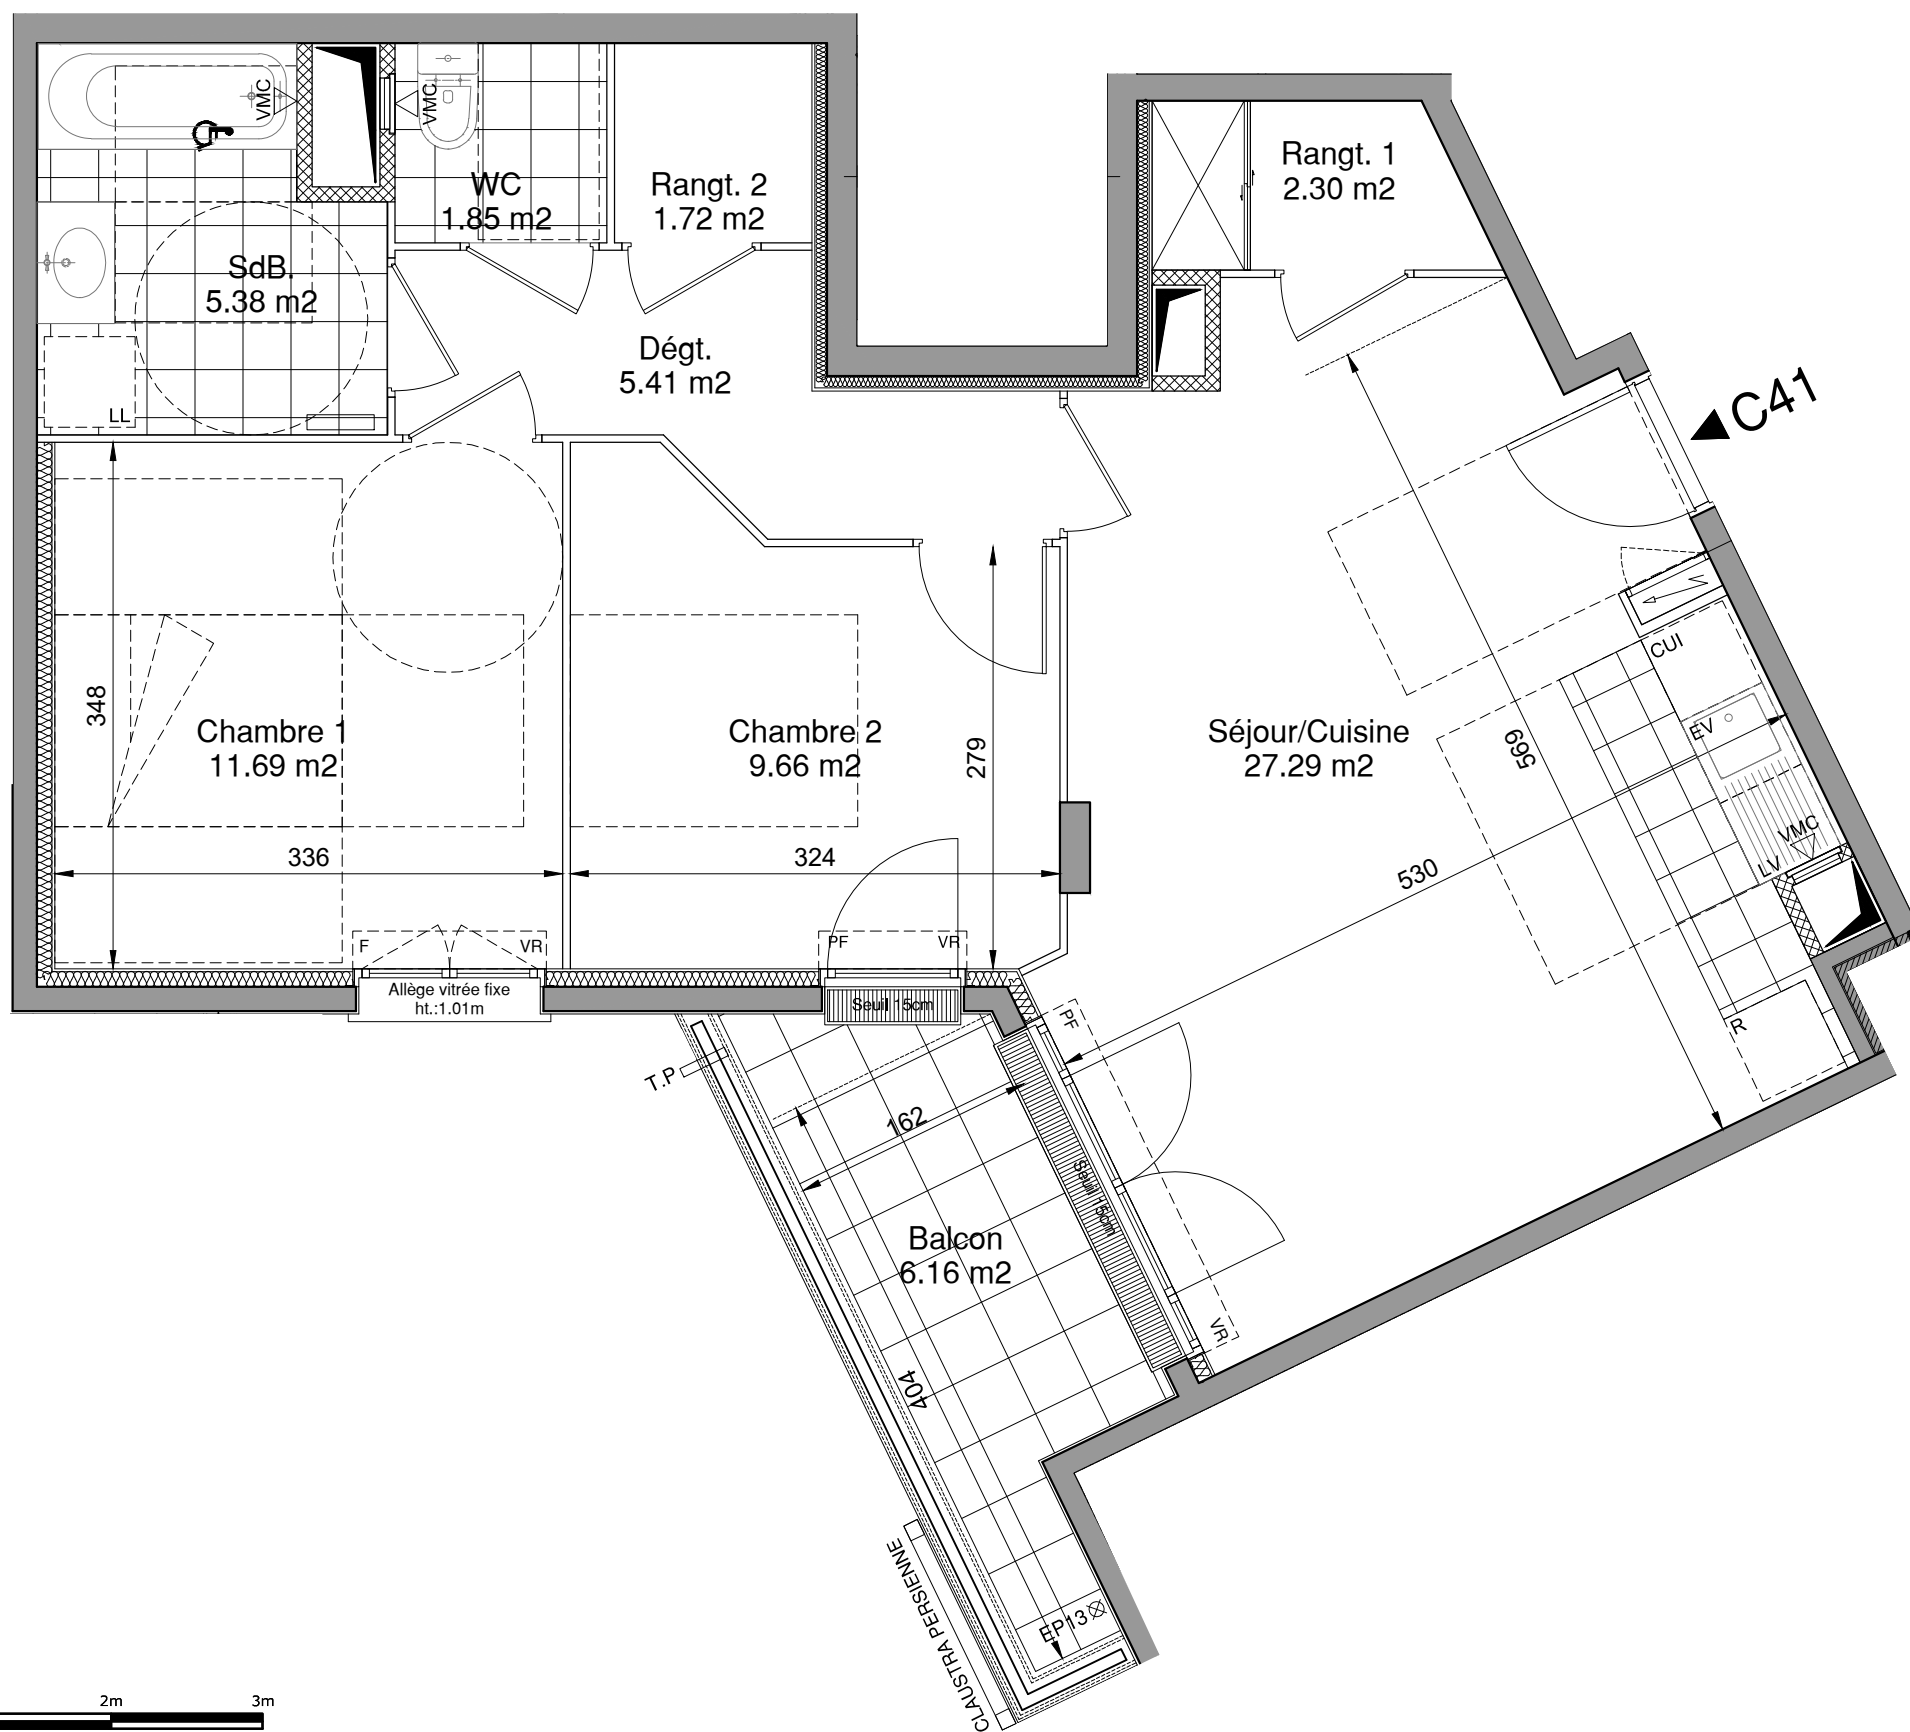 VMC
VMC
WC
1.85 m2
Rangt. 2
1.72 m2
Rangt. 1
2.30 m2
SdB.
5.38 m2
LL
Dégt.
5.41 m2
C41
CUI
EV
VMC
LV
R
348
Chambre 1
11.69 m2
336
Chambre 2
9.66 m2
279
324
Séjour/Cuisine
27.29 m2
569
530
F
VR
PF
VR
Allège vitrée fixe
ht.:1.01m
Seuil 15cm
PF
T.P
162
Seuil 15cm
Balcon
6.16 m2
VR
404
CLAUSTRA PERSIENNE
EP13
2m
3m